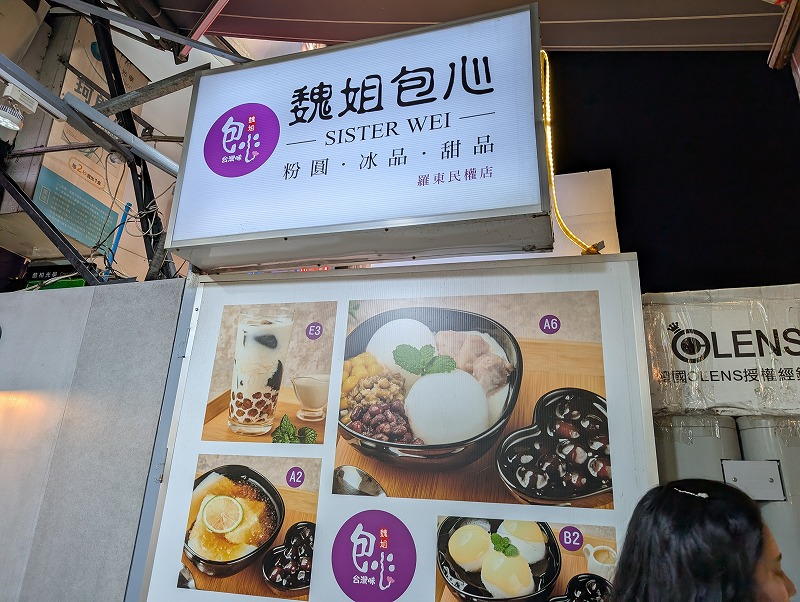 魏姐包心
SISTER WEI
粉圓·冰品·甜品
羅東民權店
包心
魏姐
台灣味
E3
A6
A2
B2
包心
魏姐
台灣味
OLENS
國OLENS授權經